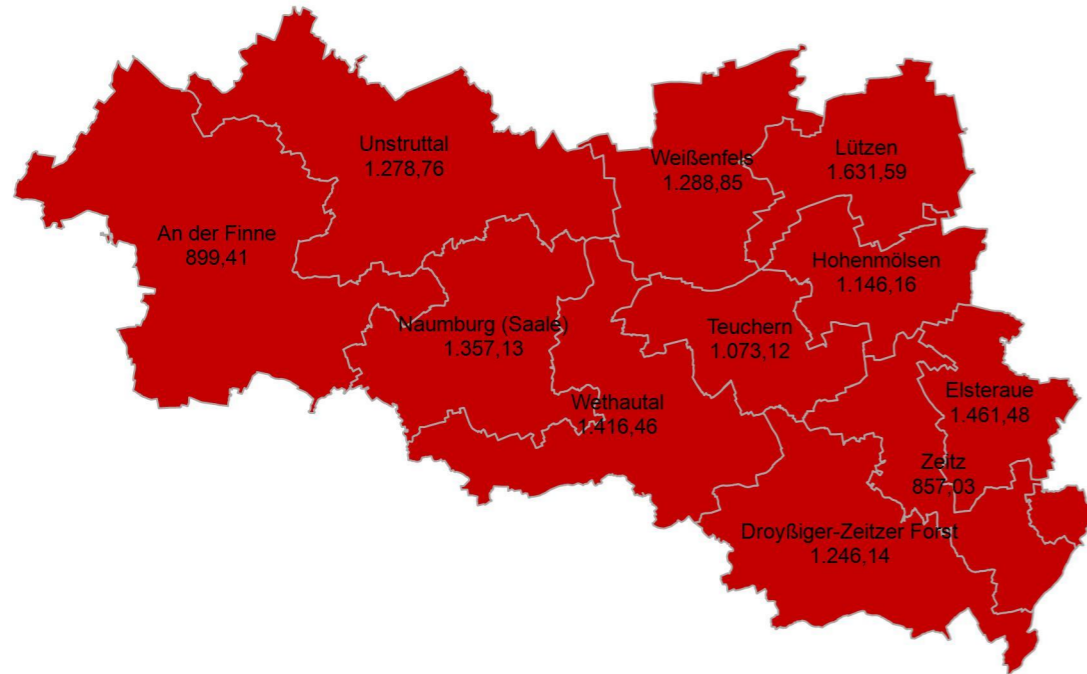 Unstruttal
1.278,76
Weißenfels
1.288,85
Lützen
1.631,59
An der Finne
899,41
Hohenmölsen
1.146,16
Naumburg (Saale)
1.357,13
Teuchern
1.073,12
Wethautal
1.416,46
Elsteraue
1.461,48
Zeitz
857,03
Droyßiger-Zeitzer Forst
1.246,14